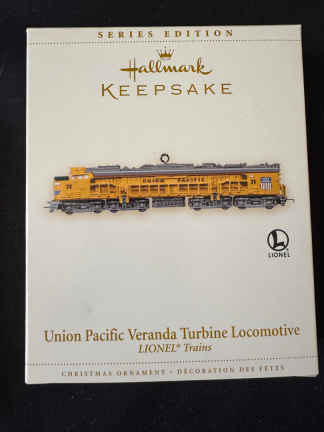 SERIES EDITION
Hallmark
KEEPSAKE
UNION PACIFIC
L
LIONEL
Union Pacific Veranda Turbine Locomotive
LIONEL® Trains
CHRISTMAS ORNAMENT • DÉCORATION DES FÊTES